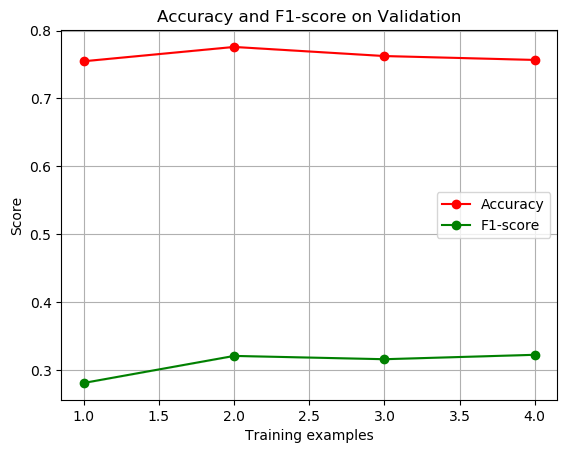 Accuracy and F1-score on Validation
0.8
0.7
0.6
0.5
0.4
0.3
Score
Accuracy
F1-score
1.0 1.5 2.0 2.5 3.0 3.5 4.0
Training examples